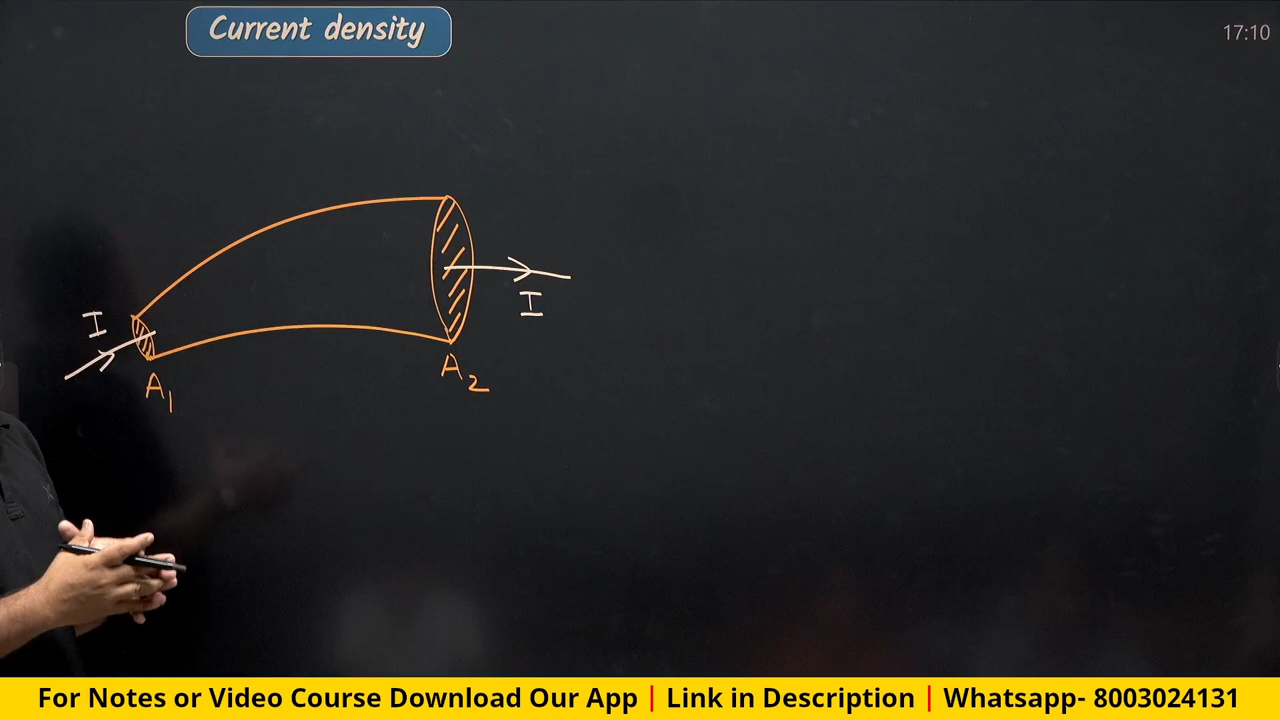 Current density
17:10
I
I
A1
A2
For Notes or Video Course Download Our App | Link in Description | Whatsapp- 8003024131